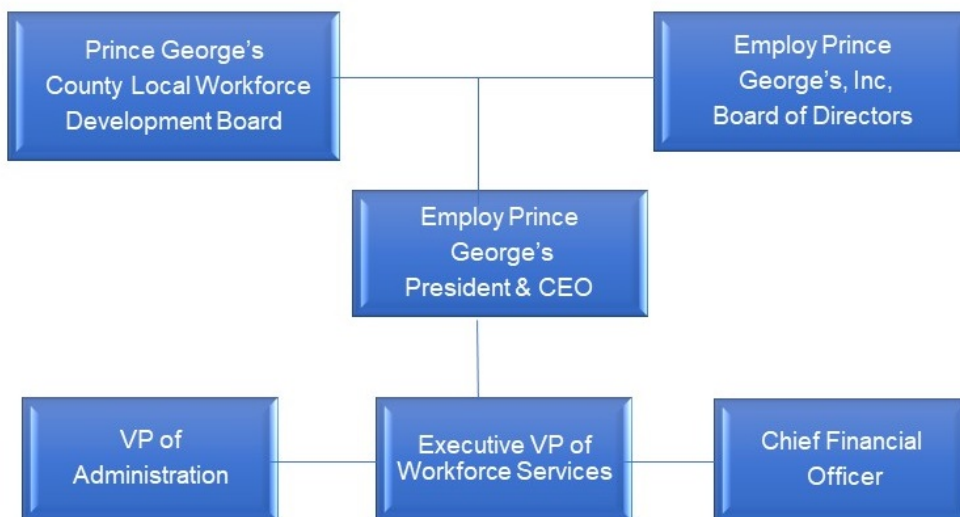 Prince George’s
County Local Workforce
Development Board
Employ Prince
George’s, Inc,
Board of Directors
Employ Prince
George’s
President & CEO
VP of
Administration
Executive VP of
Workforce Services
Chief Financial
Officer